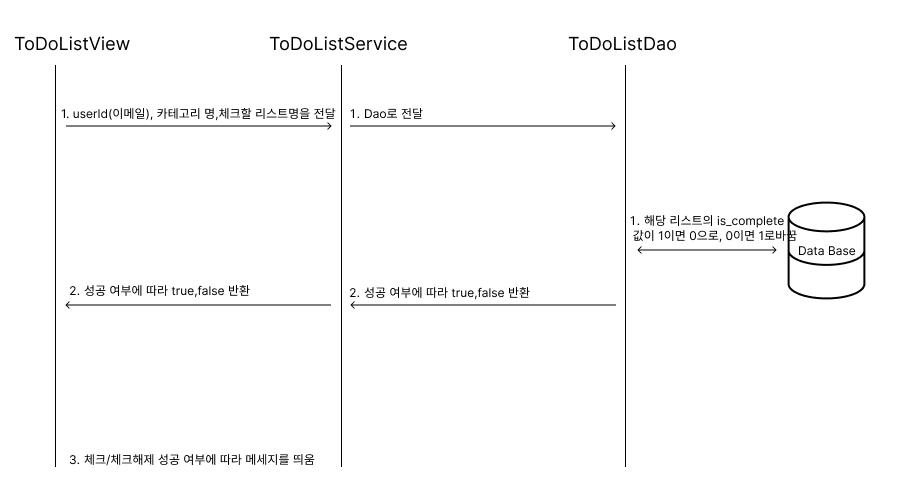 ToDoListView
ToDoListService
ToDoListDao
1. userId(이메일), 카테고리 명,체크할 리스트명을 전달
1. Dao로 전달
1. 해당 리스트의 is_complete
값이 1이면 0으로, 0이면 1로바꿈
Data Base
2. 성공 여부에 따라 true,false 반환
2. 성공 여부에 따라 true,false 반환
3. 체크/체크해제 성공 여부에 따라 메세지를 띄움